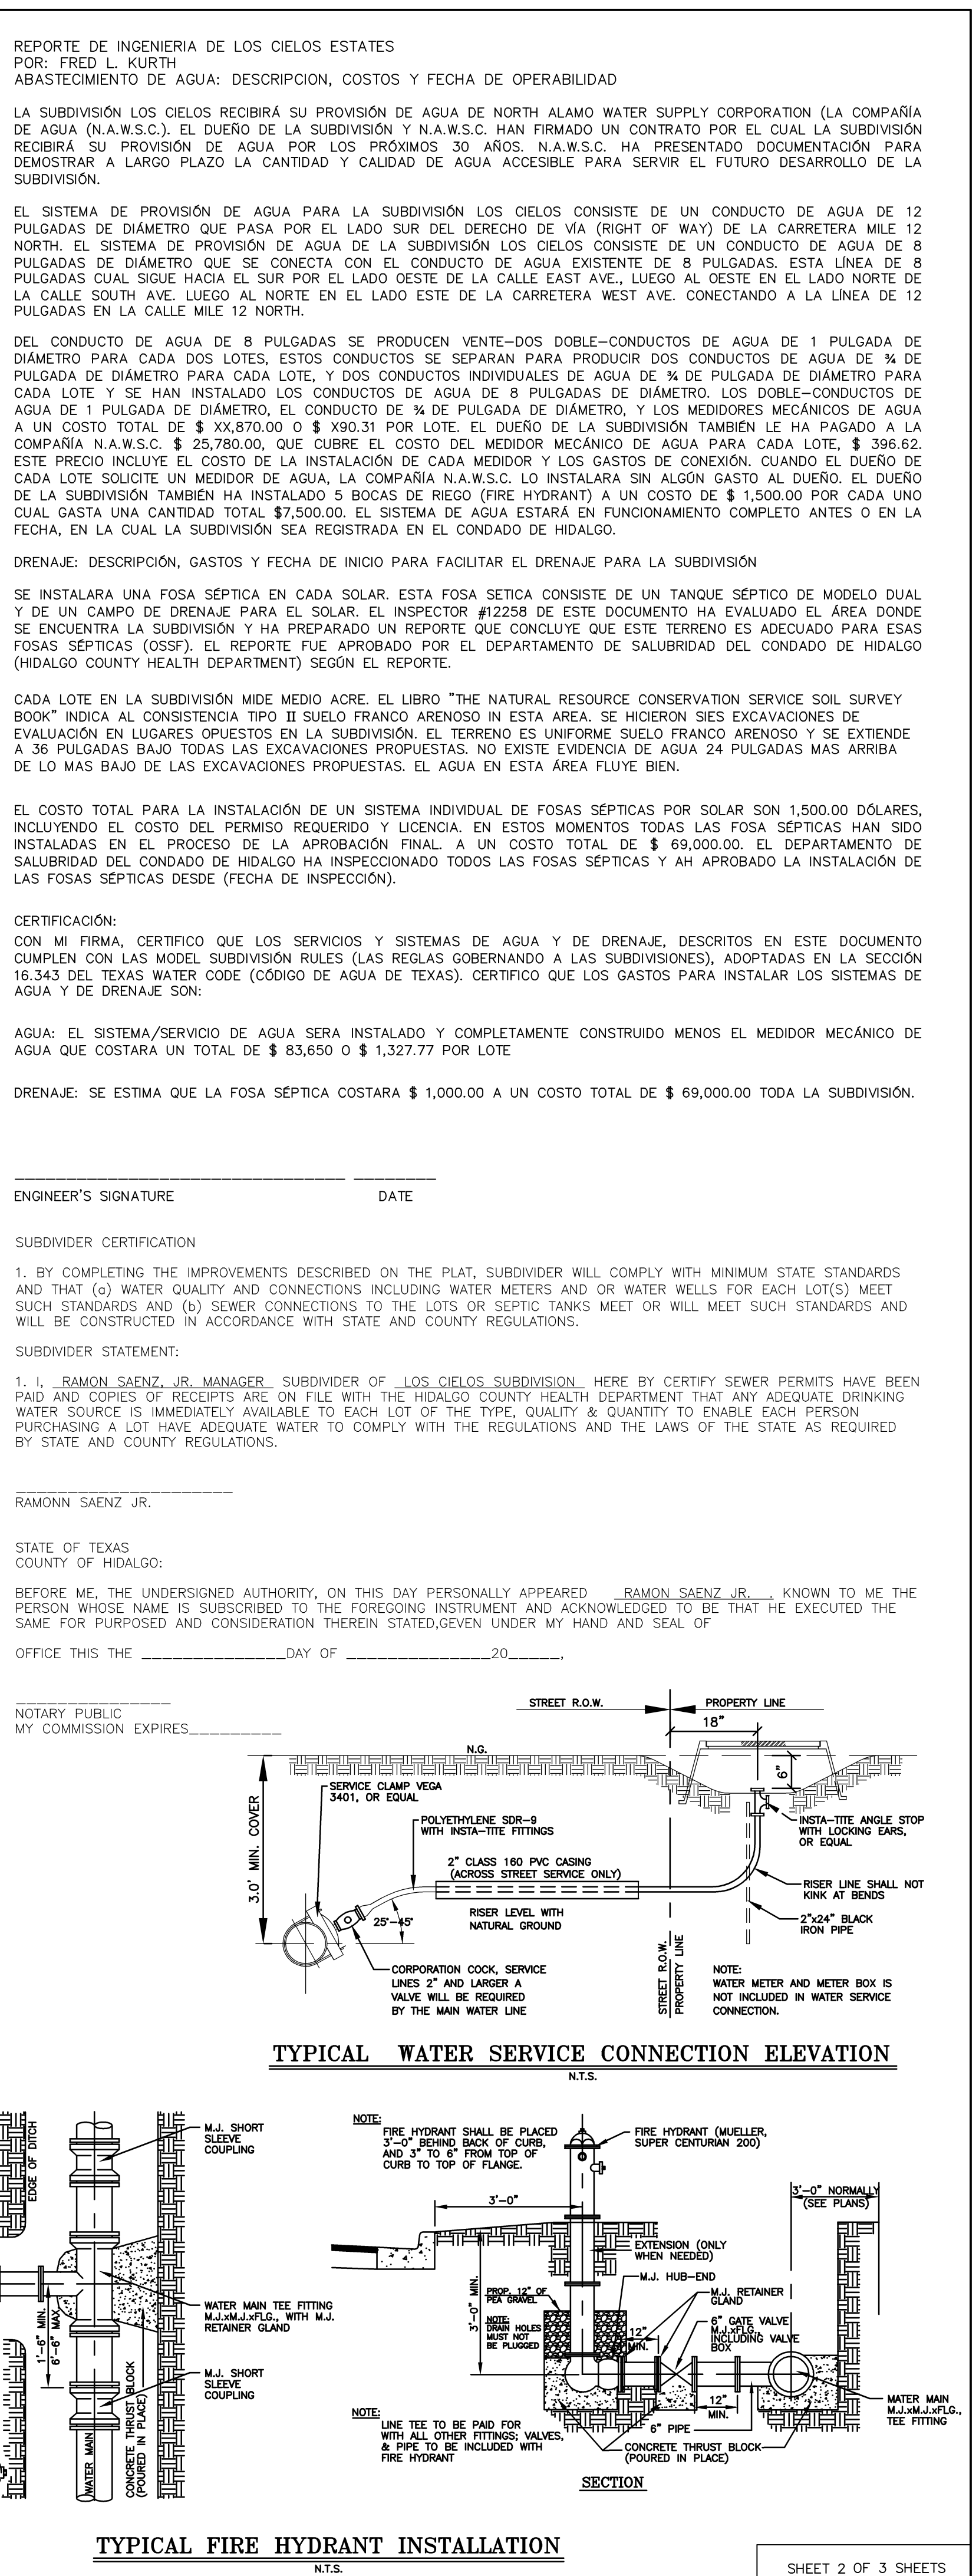 REPORTE DE INGENIERIA DE LOS CIELOS ESTATES
POR: FRED L. KURTH
ABASTECIMIENTO DE AGUA: DESCRIPCION, COSTOS Y FECHA DE OPERABILIDAD
LA SUBDIVISIÓN LOS CIELOS RECIBIRÁ SU PROVISIÓN DE AGUA DE NORTH ALAMO WATER SUPPLY CORPORATION (LA COMPAÑÍA
DE AGUA (N.A.W.S.C.). EL DUEÑO DE LA SUBDIVISIÓN Y N.A.W.S.C. HAN FIRMADO UN CONTRATO POR EL CUAL LA SUBDIVISIÓN
RECIBIRÁ SU PROVISIÓN DE AGUA POR LOS PRÓXIMOS 30 AÑOS. N.A.W.S.C. HA PRESENTADO DOCUMENTACIÓN PARA
DEMOSTRAR A LARGO PLAZO LA CANTIDAD Y CALIDAD DE AGUA ACCESIBLE PARA SERVIR EL FUTURO DESARROLLO DE LA
SUBDIVISIÓN.
EL SISTEMA DE PROVISIÓN DE AGUA PARA LA SUBDIVISIÓN LOS CIELOS CONSISTE DE UN CONDUCTO DE AGUA DE 12
PULGADAS DE DIÁMETRO QUE PASA POR EL LADO SUR DEL DERECHO DE VÍA (RIGHT OF WAY) DE LA CARRETERA MILE 12
NORTH. EL SISTEMA DE PROVISIÓN DE AGUA DE LA SUBDIVISIÓN LOS CIELOS CONSISTE DE UN CONDUCTO DE AGUA DE 8
PULGADAS DE DIÁMETRO QUE SE CONECTA CON EL CONDUCTO DE AGUA EXISTENTE DE 8 PULGADAS. ESTA LÍNEA DE 8
PULGADAS CUAL SIGUE HACIA EL SUR POR EL LADO OESTE DE LA CALLE EAST AVE., LUEGO AL OESTE EN EL LADO NORTE DE
LA CALLE SOUTH AVE. LUEGO AL NORTE EN EL LADO ESTE DE LA CARRETERA WEST AVE. CONECTANDO A LA LÍNEA DE 12
PULGADAS EN LA CALLE MILE 12 NORTH.
DEL CONDUCTO DE AGUA DE 8 PULGADAS SE PRODUCEN VENTE-DOS DOBLE-CONDUCTOS DE AGUA DE 1 PULGADA DE
DIÁMETRO PARA CADA DOS LOTES, ESTOS CONDUCTOS SE SEPARAN PARA PRODUCIR DOS CONDUCTOS DE AGUA DE ¾ DE
PULGADA DE DIÁMETRO PARA CADA LOTE, Y DOS CONDUCTOS INDIVIDUALES DE AGUA DE ¾ DE PULGADA DE DIÁMETRO PARA
CADA LOTE Y SE HAN INSTALADO LOS CONDUCTOS DE AGUA DE 8 PULGADAS DE DIÁMETRO. LOS DOBLE-CONDUCTOS DE
AGUA DE 1 PULGADA DE DIÁMETRO, EL CONDUCTO DE ¾ DE PULGADA DE DIÁMETRO, Y LOS MEDIDORES MECÁNICOS DE AGUA
A UN COSTO TOTAL DE $ XX,870.00 O $ X90.31 POR LOTE. EL DUEÑO DE LA SUBDIVISIÓN TAMBIÉN LE HA PAGADO A LA
COMPAÑÍA N.A.W.S.C. $ 25,780.00, QUE CUBRE EL COSTO DEL MEDIDOR MECÁNICO DE AGUA PARA CADA LOTE, $ 396.62.
ESTE PRECIO INCLUYE EL COSTO DE LA INSTALACIÓN DE CADA MEDIDOR Y LOS GASTOS DE CONEXIÓN. CUANDO EL DUEÑO DE
CADA LOTE SOLICITE UN MEDIDOR DE AGUA, LA COMPAÑÍA N.A.W.S.C. LO INSTALARA SIN ALGÚN GASTO AL DUEÑO. EL DUEÑO
DE LA SUBDIVISIÓN TAMBIÉN HA INSTALADO 5 BOCAS DE RIEGO (FIRE HYDRANT) A UN COSTO DE $ 1,500.00 POR CADA UNO
CUAL GASTA UNA CANTIDAD TOTAL $7,500.00. EL SISTEMA DE AGUA ESTARÁ EN FUNCIONAMIENTO COMPLETO ANTES O EN LA
FECHA, EN LA CUAL LA SUBDIVISIÓN SEA REGISTRADA EN EL CONDADO DE HIDALGO.
DRENAJE: DESCRIPCIÓN, GASTOS Y FECHA DE INICIO PARA FACILITAR EL DRENAJE PARA LA SUBDIVISIÓN
SE INSTALARA UNA FOSA SÉPTICA EN CADA SOLAR. ESTA FOSA SETICA CONSISTE DE UN TANQUE SÉPTICO DE MODELO DUAL
Y DE UN CAMPO DE DRENAJE PARA EL SOLAR. EL INSPECTOR #12258 DE ESTE DOCUMENTO HA EVALUADO EL ÁREA DONDE
SE ENCUENTRA LA SUBDIVISIÓN Y HA PREPARADO UN REPORTE QUE CONCLUYE QUE ESTE TERRENO ES ADECUADO PARA ESAS
FOSAS SÉPTICAS (OSSF). EL REPORTE FUE APROBADO POR EL DEPARTAMENTO DE SALUBRIDAD DEL CONDADO DE HIDALGO
(HIDALGO COUNTY HEALTH DEPARTMENT) SEGÚN EL REPORTE.
CADA LOTE EN LA SUBDIVISIÓN MIDE MEDIO ACRE. EL LIBRO "THE NATURAL RESOURCE CONSERVATION SERVICE SOIL SURVEY
BOOK" INDICA AL CONSISTENCIA TIPO II SUELO FRANCO ARENOSO IN ESTA AREA. SE HICIERON SIES EXCAVACIONES DE
EVALUACIÓN EN LUGARES OPUESTOS EN LA SUBDIVISIÓN. EL TERRENO ES UNIFORME SUELO FRANCO ARENOSO Y SE EXTIENDE
A 36 PULGADAS BAJO TODAS LAS EXCAVACIONES PROPUESTAS. NO EXISTE EVIDENCIA DE AGUA 24 PULGADAS MAS ARRIBA
DE LO MAS BAJO DE LAS EXCAVACIONES PROPUESTAS. EL AGUA EN ESTA ÁREA FLUYE BIEN.
EL COSTO TOTAL PARA LA INSTALACIÓN DE UN SISTEMA INDIVIDUAL DE FOSAS SÉPTICAS POR SOLAR SON 1,500.00 DÓLARES,
INCLUYENDO EL COSTO DEL PERMISO REQUERIDO Y LICENCIA. EN ESTOS MOMENTOS TODAS LAS FOSA SÉPTICAS HAN SIDO
INSTALADAS EN EL PROCESO DE LA APROBACIÓN FINAL. A UN COSTO TOTAL DE $ 69,000.00. EL DEPARTAMENTO DE
SALUBRIDAD DEL CONDADO DE HIDALGO HA INSPECCIONADO TODOS LAS FOSAS SÉPTICAS Y AH APROBADO LA INSTALACIÓN DE
LAS FOSAS SÉPTICAS DESDE (FECHA DE INSPECCIÓN).
CERTIFICACIÓN:
CON MI FIRMA, CERTIFICO QUE LOS SERVICIOS Y SISTEMAS DE AGUA Y DE DRENAJE, DESCRITOS EN ESTE DOCUMENTO
CUMPLEN CON LAS MODEL SUBDIVISIÓN RULES (LAS REGLAS GOBERNANDO A LAS SUBDIVISIONES), ADOPTADAS EN LA SECCIÓN
16.343 DEL TEXAS WATER CODE (CÓDIGO DE AGUA DE TEXAS). CERTIFICO QUE LOS GASTOS PARA INSTALAR LOS SISTEMAS DE
AGUA Y DE DRENAJE SON:
AGUA: EL SISTEMA/SERVICIO DE AGUA SERA INSTALADO Y COMPLETAMENTE CONSTRUIDO MENOS EL MEDIDOR MECÁNICO DE
AGUA QUE COSTARA UN TOTAL DE $ 83,650 O $ 1,327.77 POR LOTE
DRENAJE: SE ESTIMA QUE LA FOSA SÉPTICA COSTARA $ 1,000.00 A UN COSTO TOTAL DE $ 69,000.00 TODA LA SUBDIVISIÓN.
ENGINEER'S SIGNATURE DATE
SUBDIVIDER CERTIFICATION
1. BY COMPLETING THE IMPROVEMENTS DESCRIBED ON THE PLAT, SUBDIVIDER WILL COMPLY WITH MINIMUM STATE STANDARDS
AND THAT (a) WATER QUALITY AND CONNECTIONS INCLUDING WATER METERS AND OR WATER WELLS FOR EACH LOT(S) MEET
SUCH STANDARDS AND (b) SEWER CONNECTIONS TO THE LOTS OR SEPTIC TANKS MEET OR WILL MEET SUCH STANDARDS AND
WILL BE CONSTRUCTED IN ACCORDANCE WITH STATE AND COUNTY REGULATIONS.
SUBDIVIDER STATEMENT:
1. I, RAMON SAENZ, JR. MANAGER SUBDIVIDER OF LOS CIELOS SUBDIVISION HERE BY CERTIFY SEWER PERMITS HAVE BEEN
PAID AND COPIES OF RECEIPTS ARE ON FILE WITH THE HIDALGO COUNTY HEALTH DEPARTMENT THAT ANY ADEQUATE DRINKING
WATER SOURCE IS IMMEDIATELY AVAILABLE TO EACH LOT OF THE TYPE, QUALITY & QUANTITY TO ENABLE EACH PERSON
PURCHASING A LOT HAVE ADEQUATE WATER TO COMPLY WITH THE REGULATIONS AND THE LAWS OF THE STATE AS REQUIRED
BY STATE AND COUNTY REGULATIONS.
RAMONN SAENZ JR.
STATE OF TEXAS
COUNTY OF HIDALGO:
BEFORE ME, THE UNDERSIGNED AUTHORITY, ON THIS DAY PERSONALLY APPEARED RAMON SAENZ JR. . KNOWN TO ME THE
PERSON WHOSE NAME IS SUBSCRIBED TO THE FOREGOING INSTRUMENT AND ACKNOWLEDGED TO BE THAT HE EXECUTED THE
SAME FOR PURPOSED AND CONSIDERATION THEREIN STATED,GEVEN UNDER MY HAND AND SEAL OF
OFFICE THIS THE ______________DAY OF ______________20_____,
NOTARY PUBLIC
MY COMMISSION EXPIRES_________
STREET R.O.W.
PROPERTY LINE
18"
N.G.
6"
3.0' MIN. COVER
SERVICE CLAMP VEGA
3401, OR EQUAL
POLYETHYLENE SDR-9
WITH INSTA-TITE FITTINGS
INSTA-TITE ANGLE STOP
WITH LOCKING EARS,
OR EQUAL
2" CLASS 160 PVC CASING
(ACROSS STREET SERVICE ONLY)
RISER LINE SHALL NOT
KINK AT BENDS
RISER LEVEL WITH
NATURAL GROUND
25°-45°
2"x24" BLACK
IRON PIPE
CORPORATION COCK, SERVICE
LINES 2" AND LARGER A
VALVE WILL BE REQUIRED
BY THE MAIN WATER LINE
STREET R.O.W.
PROPERTY LINE
NOTE:
WATER METER AND METER BOX IS
NOT INCLUDED IN WATER SERVICE
CONNECTION.
TYPICAL WATER SERVICE CONNECTION ELEVATION
N.T.S.
EDGE OF DITCH
M.J. SHORT
SLEEVE
COUPLING
WATER MAIN TEE FITTING
M.J.xM.J.xFLG., WITH M.J.
RETAINER GLAND
1'-6" MIN.
6'-6" MAX.
M.J. SHORT
SLEEVE
COUPLING
WATER MAIN
CONCRETE THRUST BLOCK
(POURED IN PLACE)
NOTE:
FIRE HYDRANT SHALL BE PLACED
3'-0" BEHIND BACK OF CURB,
AND 3" TO 6" FROM TOP OF
CURB TO TOP OF FLANGE.
FIRE HYDRANT (MUELLER,
SUPER CENTURIAN 200)
3'-0"
3'-0" NORMALLY
(SEE PLANS)
EXTENSION (ONLY
WHEN NEEDED)
M.J. HUB-END
M.J. RETAINER
GLAND
3'-0" MIN.
PROP. 12" OF
PEA GRAVEL
NOTE:
DRAIN HOLES
MUST NOT
BE PLUGGED
12"
MIN.
6" GATE VALVE
M.J.xFLG.,
INCLUDING VALVE
BOX
12"
MIN.
MATER MAIN
M.J.xM.J.xFLG.,
TEE FITTING
NOTE:
LINE TEE TO BE PAID FOR
WITH ALL OTHER FITTINGS; VALVES,
& PIPE TO BE INCLUDED WITH
FIRE HYDRANT
6" PIPE
CONCRETE THRUST BLOCK
(POURED IN PLACE)
SECTION
TYPICAL FIRE HYDRANT INSTALLATION
N.T.S.
SHEET 2 OF 3 SHEETS